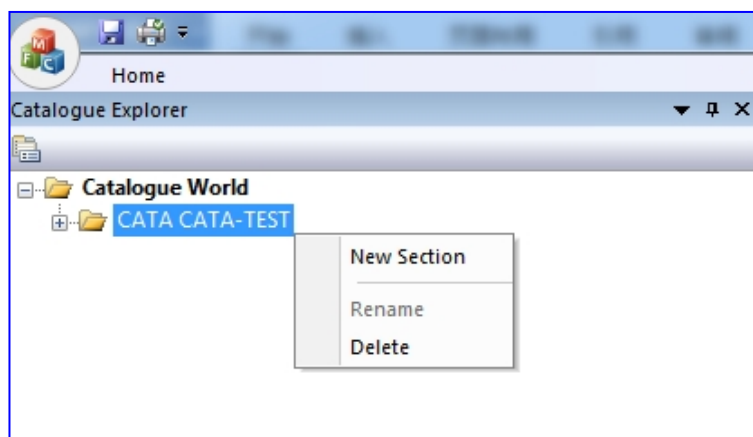 M
F C
Home
Catalogue Explorer
Catalogue World
CATA CATA-TEST
New Section
Rename
Delete